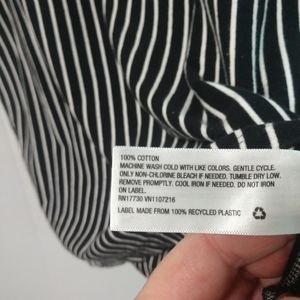 100% COTTON
MACHINE WASH COLD WITH LIKE COLORS. GENTLE CYCLE.
ONLY NON-CHLORINE BLEACH IF NEEDED. TUMBLE DRY LOW.
REMOVE PROMPTLY. COOL IRON IF NEEDED. DO NOT IRON
ON LABEL.
RN17730 VN1107216
LABEL MADE FROM 100% RECYCLED PLASTIC